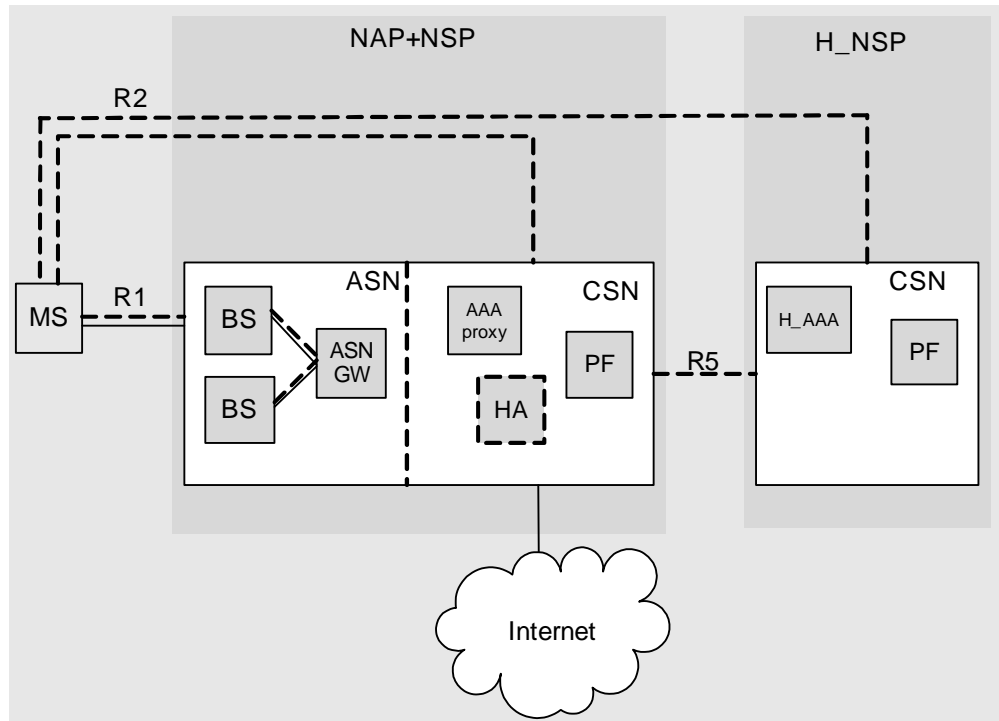 NAP+NSP
H_NSP
R2
ASN
CSN
CSN
MS
R1
BS
ASN
GW
BS
AAA
proxy
PF
HA
R5
H_AAA
PF
Internet